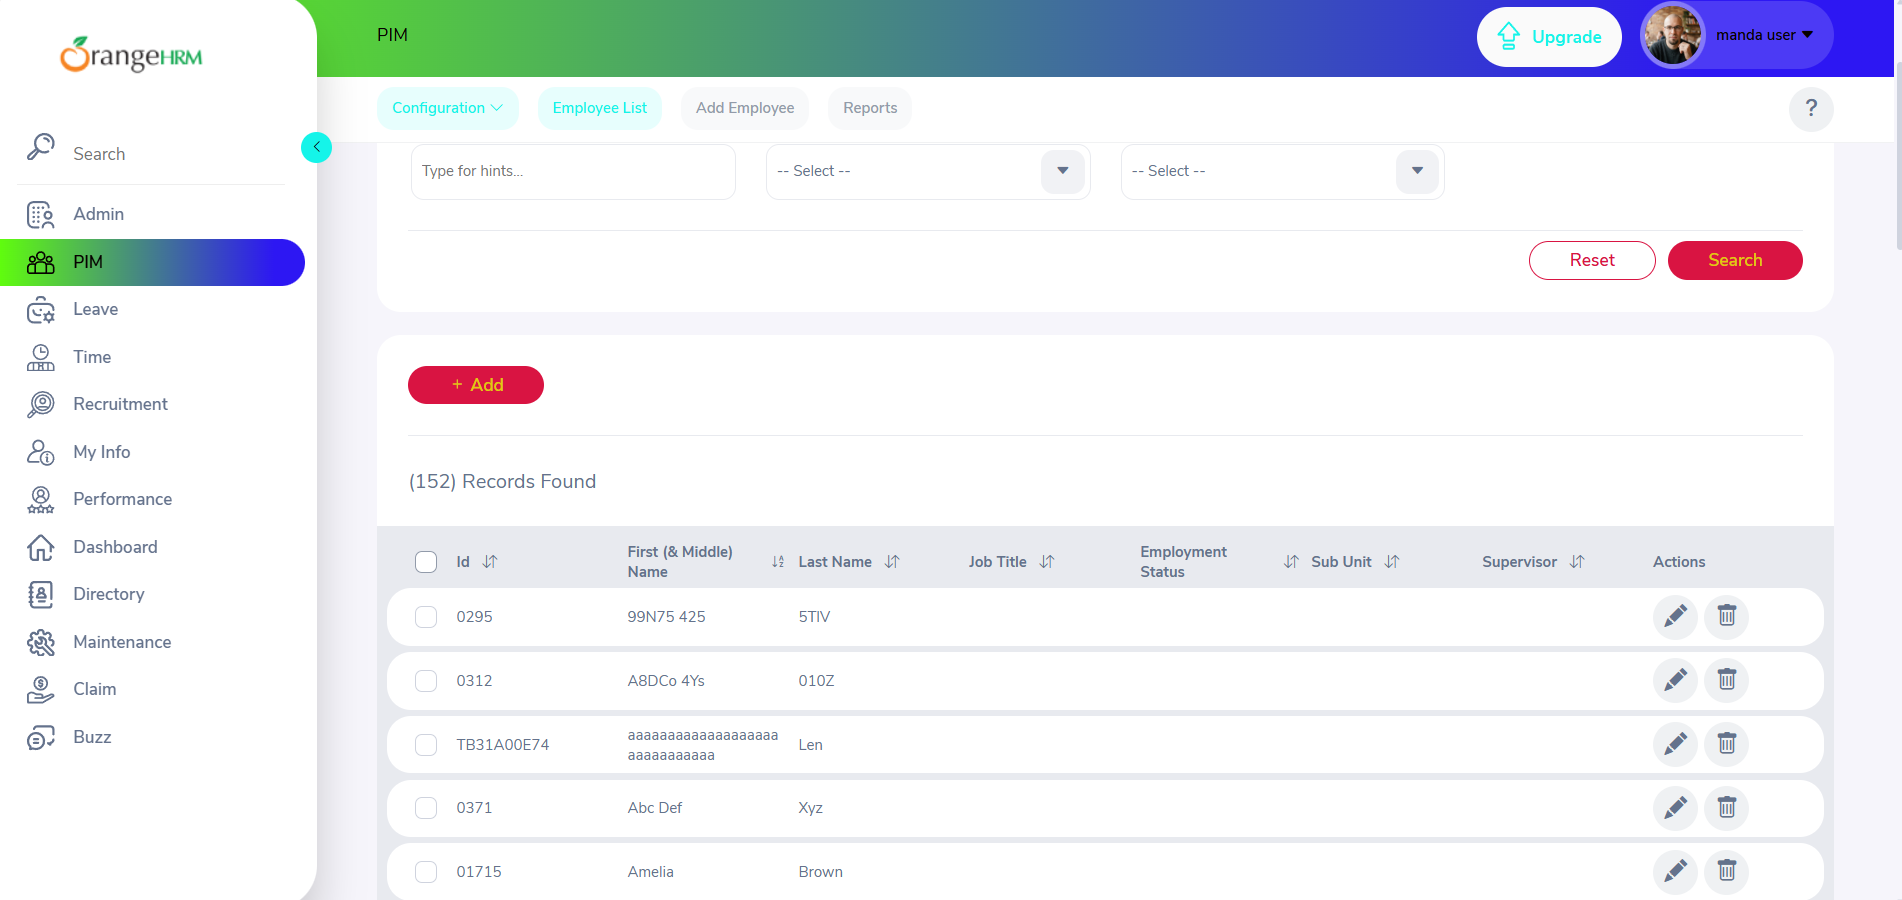 OrangeHRM
Search
Admin
PIM
Leave
Time
Recruitment
My Info
Performance
Dashboard
Directory
Maintenance
Claim
Buzz
PIM
Upgrade
manda user
Configuration
Employee List
Add Employee
Reports
?
Type for hints...
-- Select --
-- Select --
Reset
Search
+ Add
(152) Records Found
Id
First (& Middle)
Name
Last Name
Job Title
Employment
Status
Sub Unit
Supervisor
Actions
0295 99N75 425 5TIV
0312 A8DCo 4Ys 010Z
TB31A00E74 aaaaaaaaaaaaaaaaaaa Len
aaaaaaaaaaa
0371 Abc Def Xyz
01715 Amelia Brown